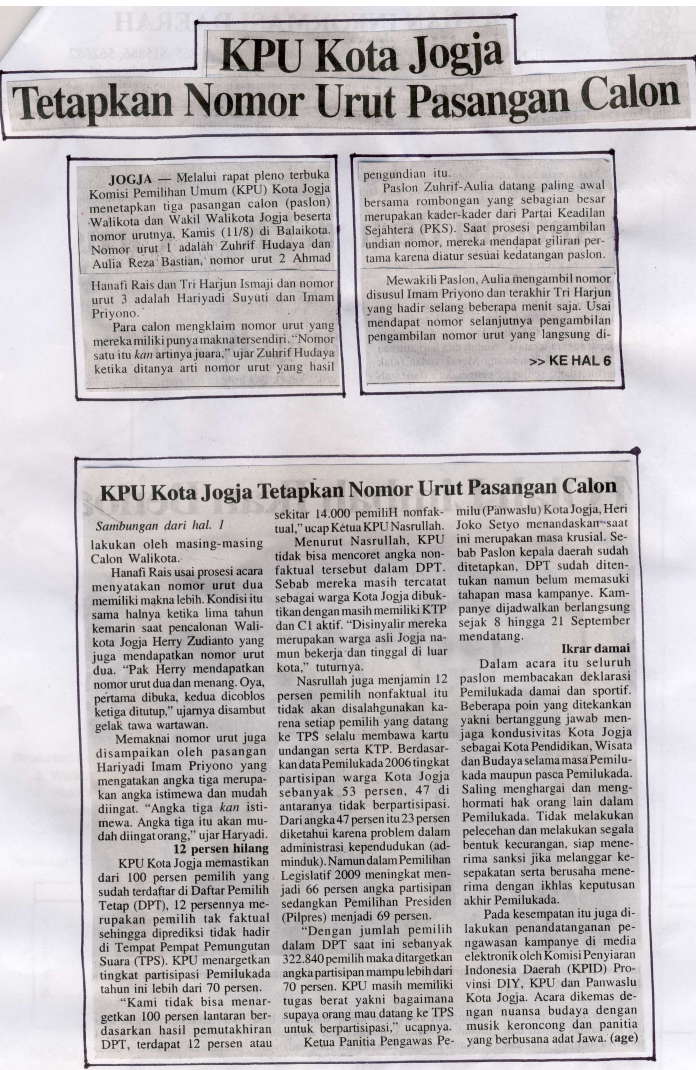 KPU Kota Jogja
Tetapkan Nomor Urut Pasangan Calon
JOGJA — Melalui rapat pleno terbuka
Komisi Pemilihan Umum (KPU) Kota Jogja
menetapkan tiga pasangan calon (paslon)
Walikota dan Wakil Walikota Jogja beserta
nomor urutnya, Kamis (11/8) di Balaikota.
Nomor urut 1 adalah Zuhrif Hudaya dan
Aulia Reza Bastian, nomor urut 2 Ahmad
Hanafi Rais dan Tri Harjun Ismaji dan nomor
urut 3 adalah Hariyadi Suyuti dan Imam
Priyono.
Para calon mengklaim nomor urut yang
mereka miliki punya makna tersendiri. “Nomor
satu itu kan artinya juara,” ujar Zuhrif Hudaya
ketika ditanya arti nomor urut yang hasil
pengundian itu.
Paslon Zuhrif-Aulia datang paling awal
bersama rombongan yang sebagian besar
merupakan kader-kader dari Partai Keadilan
Sejahtera (PKS). Saat prosesi pengambilan
undian nomor, mereka mendapat giliran per-
tama karena diatur sesuai kedatangan paslon.
Mewakili Paslon, Aulia mengambil nomor
disusul Imam Priyono dan terakhir Tri Harjun
yang hadir selang beberapa menit saja. Usai
mendapat nomor selanjutnya pengambilan
pengambilan nomor urut yang langsung di-
>> KE HAL 6
KPU Kota Jogja Tetapkan Nomor Urut Pasangan Calon
Sambungan dari hal. 1
lakukan oleh masing-masing
Calon Walikota.
Hanafi Rais usai prosesi acara
menyatakan nomor urut dua
memiliki makna lebih. Kondisi itu
sama halnya ketika lima tahun
kemarin saat pencalonan Wali-
kota Jogja Herry Zudianto yang
juga mendapatkan nomor urut
dua. “Pak Herry mendapatkan
nomor urut dua dan menang. Oya,
pertama dibuka, kedua dicoblos
ketiga ditutup,” ujarnya disambut
gelak tawa wartawan.
Memaknai nomor urut juga
disampaikan oleh pasangan
Hariyadi Imam Priyono yang
mengatakan angka tiga merupa-
kan angka istimewa dan mudah
diingat. “Angka tiga kan isti-
mewa. Angka tiga itu akan mu-
dah diingat orang,” ujar Haryadi.
12 persen hilang
KPU Kota Jogja memastikan
dari 100 persen pemilih yang
sudah terdaftar di Daftar Pemilih
Tetap (DPT), 12 persennya me-
rupakan pemilih tak faktual
sehingga diprediksi tidak hadir
di Tempat Pempat Pemungutan
Suara (TPS). KPU menargetkan
tingkat partisipasi Pemilukada
tahun ini lebih dari 70 persen.
“Kami tidak bisa menar-
getkan 100 persen lantaran ber-
dasarkan hasil pemutakhiran
DPT, terdapat 12 persen atau
sekitar 14.000 pemiliH nonfak-
tual,” ucap Ketua KPU Nasrullah.
Menurut Nasrullah, KPU
tidak bisa mencoret angka non-
faktual tersebut dalam DPT.
Sebab mereka masih tercatat
sebagai warga Kota Jogja dibuk-
tikan dengan masih memiliki KTP
dan C1 aktif. “Disinyalir mereka
merupakan warga asli Jogja na-
mun bekerja dan tinggal di luar
kota,” tuturnya.
Nasrullah juga menjamin 12
persen pemilih nonfaktual itu
tidak akan disalahgunakan ka-
rena setiap pemilih yang datang
ke TPS selalu membawa kartu
undangan serta KTP. Berdasar-
kan data Pemilukada 2006 tingkat
partisipan warga Kota Jogja
sebanyak 53 persen, 47 di
antaranya tidak berpartisipasi.
Dari angka 47 persen itu 23 persen
diketahui karena problem dalam
administrasi kependudukan (ad-
minduk). Namun dalam Pemilihan
Legislatif 2009 meningkat men-
jadi 66 persen angka partisipan
sedangkan Pemilihan Presiden
(Pilpres) menjadi 69 persen.
“Dengan jumlah pemilih
dalam DPT saat ini sebanyak
322.840 pemilih maka ditargetkan
angka partisipan mampu lebih dari
70 persen. KPU masih memiliki
tugas berat yakni bagaimana
supaya orang mau datang ke TPS
untuk berpartisipasi,” ucapnya.
Ketua Panitia Pengawas Pe-
milu (Panwaslu) Kota Jogja, Heri
Joko Setyo menandaskan saat
ini merupakan masa krusial. Se-
bab Paslon kepala daerah sudah
ditetapkan, DPT sudah diten-
tukan namun belum memasuki
tahapan masa kampanye. Kam-
panye dijadwalkan berlangsung
sejak 8 hingga 21 September
mendatang.
Ikrar damai
Dalam acara itu seluruh
paslon membacakan deklarasi
Pemilukada damai dan sportif.
Beberapa poin yang ditekankan
yakni bertanggung jawab men-
jaga kondusivitas Kota Jogja
sebagai Kota Pendidikan, Wisata
dan Budaya selama masa Pemilu-
kada maupun pasca Pemilukada.
Saling menghargai dan meng-
hormati hak orang lain dalam
Pemilukada. Tidak melakukan
pelecehan dan melakukan segala
bentuk kecurangan, siap mene-
rima sanksi jika melanggar ke-
sepakatan serta berusaha mene-
rima dengan ikhlas keputusan
akhir Pemilukada.
Pada kesempatan itu juga di-
lakukan penandatanganan pe-
ngawasan kampanye di media
elektronik oleh Komisi Penyiaran
Indonesia Daerah (KPID) Pro-
vinsi DIY, KPU dan Panwaslu
Kota Jogja. Acara dikemas de-
ngan nuansa budaya dengan
musik keroncong dan panitia
yang berbusana adat Jawa. (age)